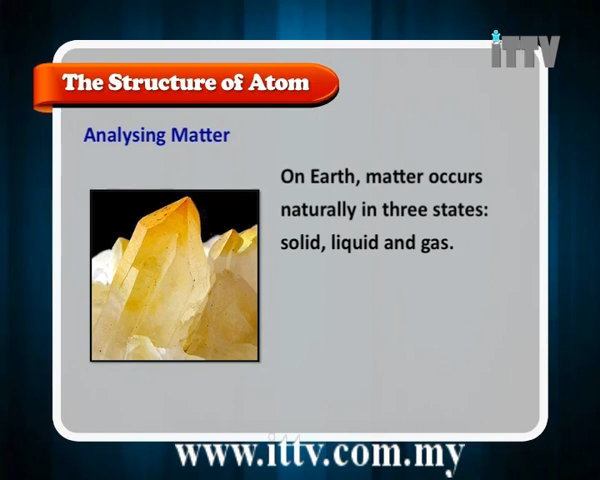 iTTV
The Structure of Atom
Analysing Matter
On Earth, matter occurs
naturally in three states:
solid, liquid and gas.
www.ittv.com.my